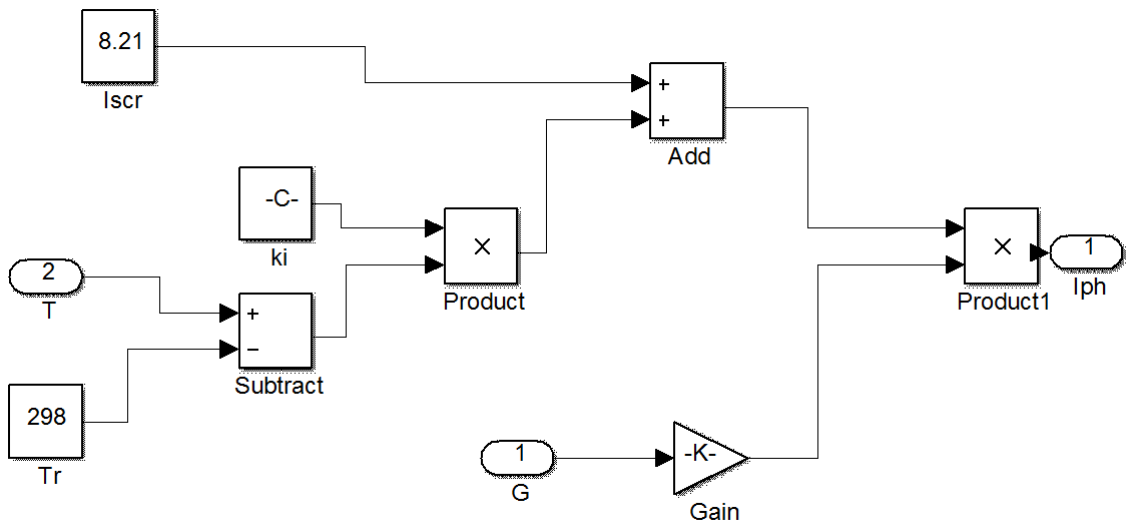 8.21
Iscr
+
+
Add
-C-
ki
×
Product
2
T
+
−
Subtract
298
Tr
×
Product1
1
Iph
1
G
-K-
Gain